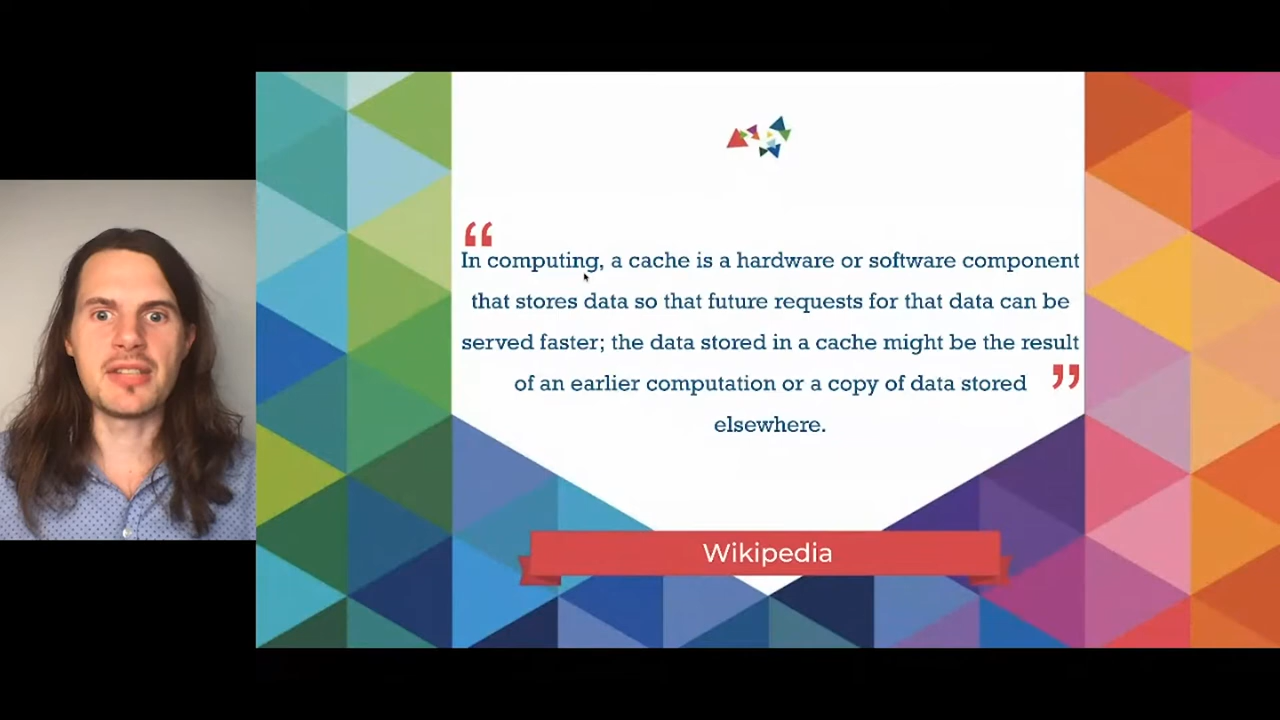 “
In computing, a cache is a hardware or software component
that stores data so that future requests for that data can be
served faster; the data stored in a cache might be the result
of an earlier computation or a copy of data stored ”
elsewhere.
Wikipedia